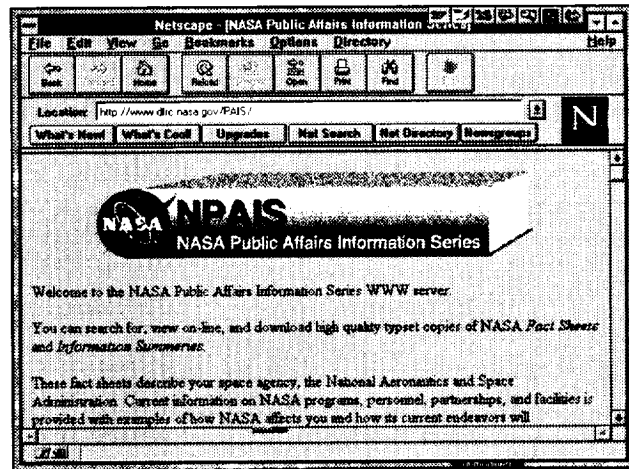 Netscape - [NASA Public Affairs Information Series]
File Edit View Go Bookmarks Options Directory Help
Back Home Reload Open Print Find
Location: http://www.dfrc.nasa.gov/PAIS/
N
What's New! What's Cool! Upgrades Net Search Net Directory Newsgroups
NASA
NPAIS
NASA Public Affairs Information Series
Welcome to the NASA Public Affairs Information Series WWW server.
You can search for, view on-line, and download high quality typset copies of NASA Fact Sheets
and Information Summeries.
These fact sheets describe your space agency, the National Aeronautics and Space
Administration. Current information on NASA programs, personnel, partnerships, and facilities is
provided with examples of how NASA affects you and how its current endeavors will